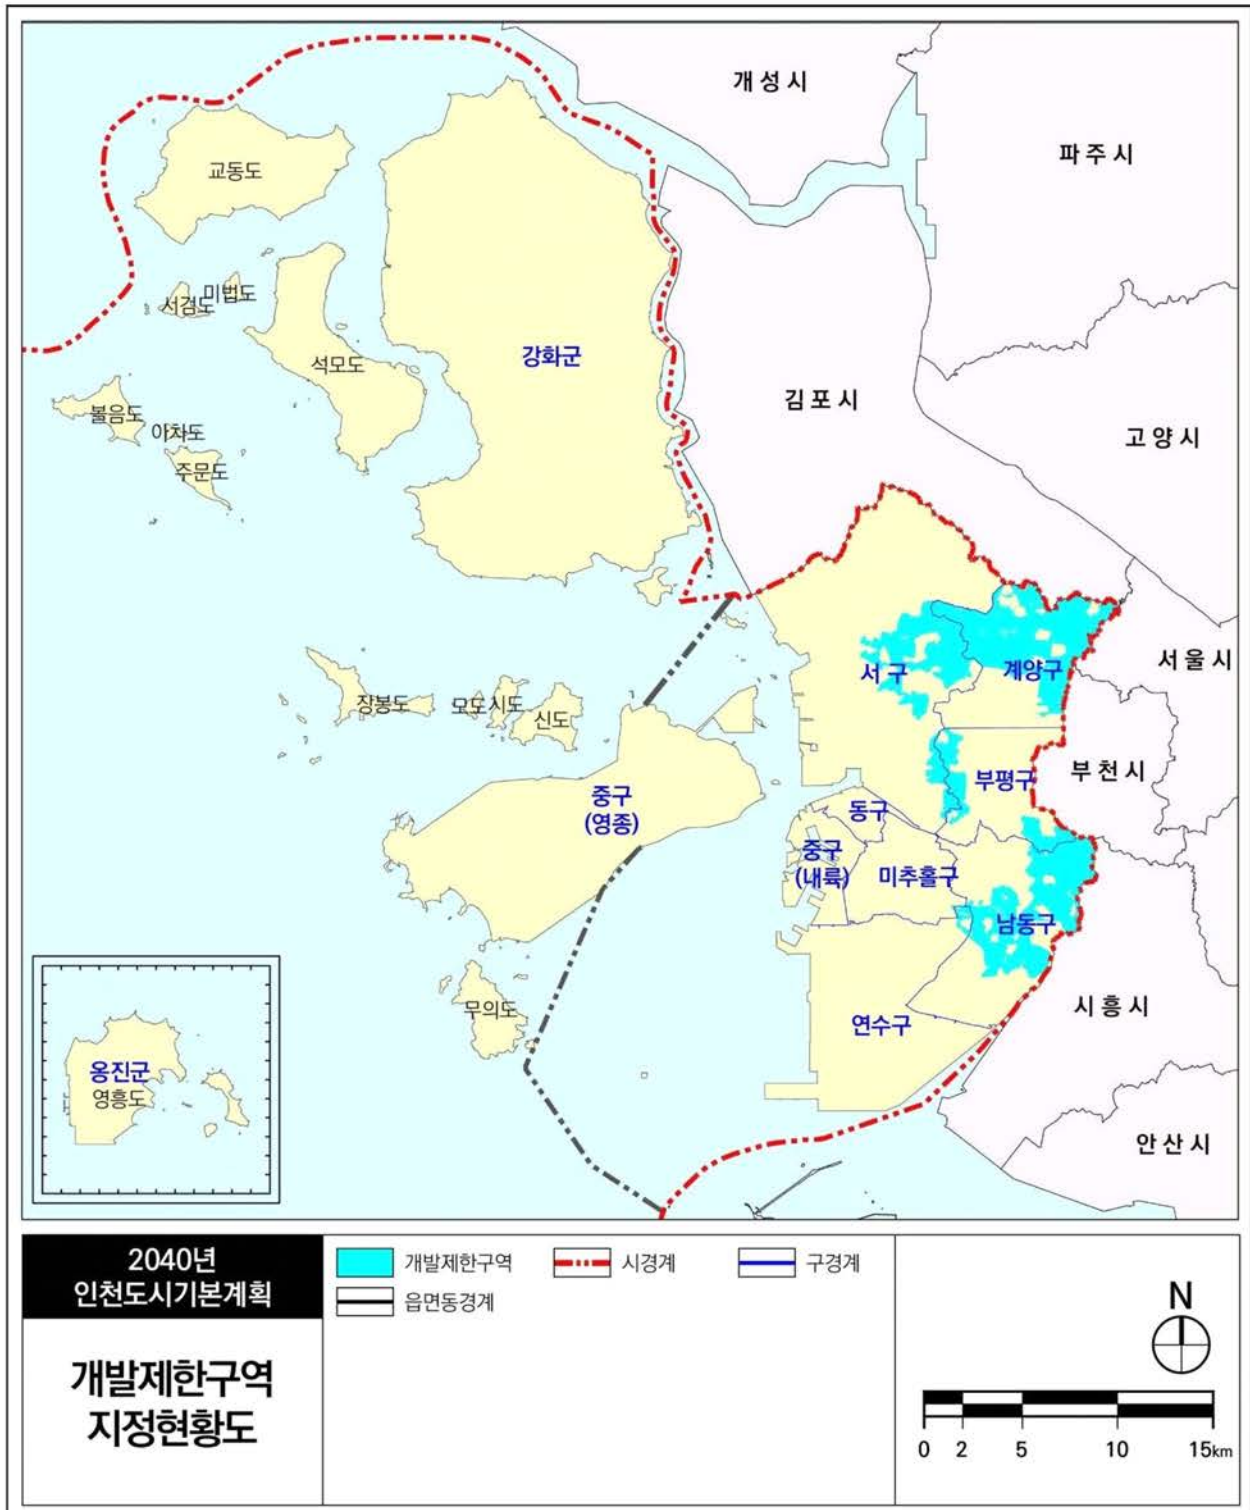 개성시
파주시
교동도
서검도
미법도
석모도
강화군
김포시
고양시
볼음도
아차도
주문도
서울시
서구
계양구
장봉도
모도
시도
신도
부천시
부평구
중구
(영종)
동구
중구
(내륙)
미추홀구
남동구
무의도
시흥시
연수구
옹진군
영흥도
안산시
2040년
인천도시기본계획
개발제한구역
지정현황도
개발제한구역
시경계
구경계
읍면동경계
N
0 2 5 10 15km